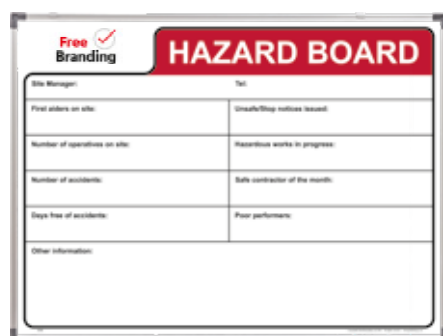 Free
Branding
HAZARD BOARD
Site Manager:
Tel:
First aiders on site:
Unsafe/Stop notices issued:
Number of operatives on site:
Hazardous works in progress:
Number of accidents:
Safe contractor of the month:
Days free of accidents:
Poor performers:
Other information: